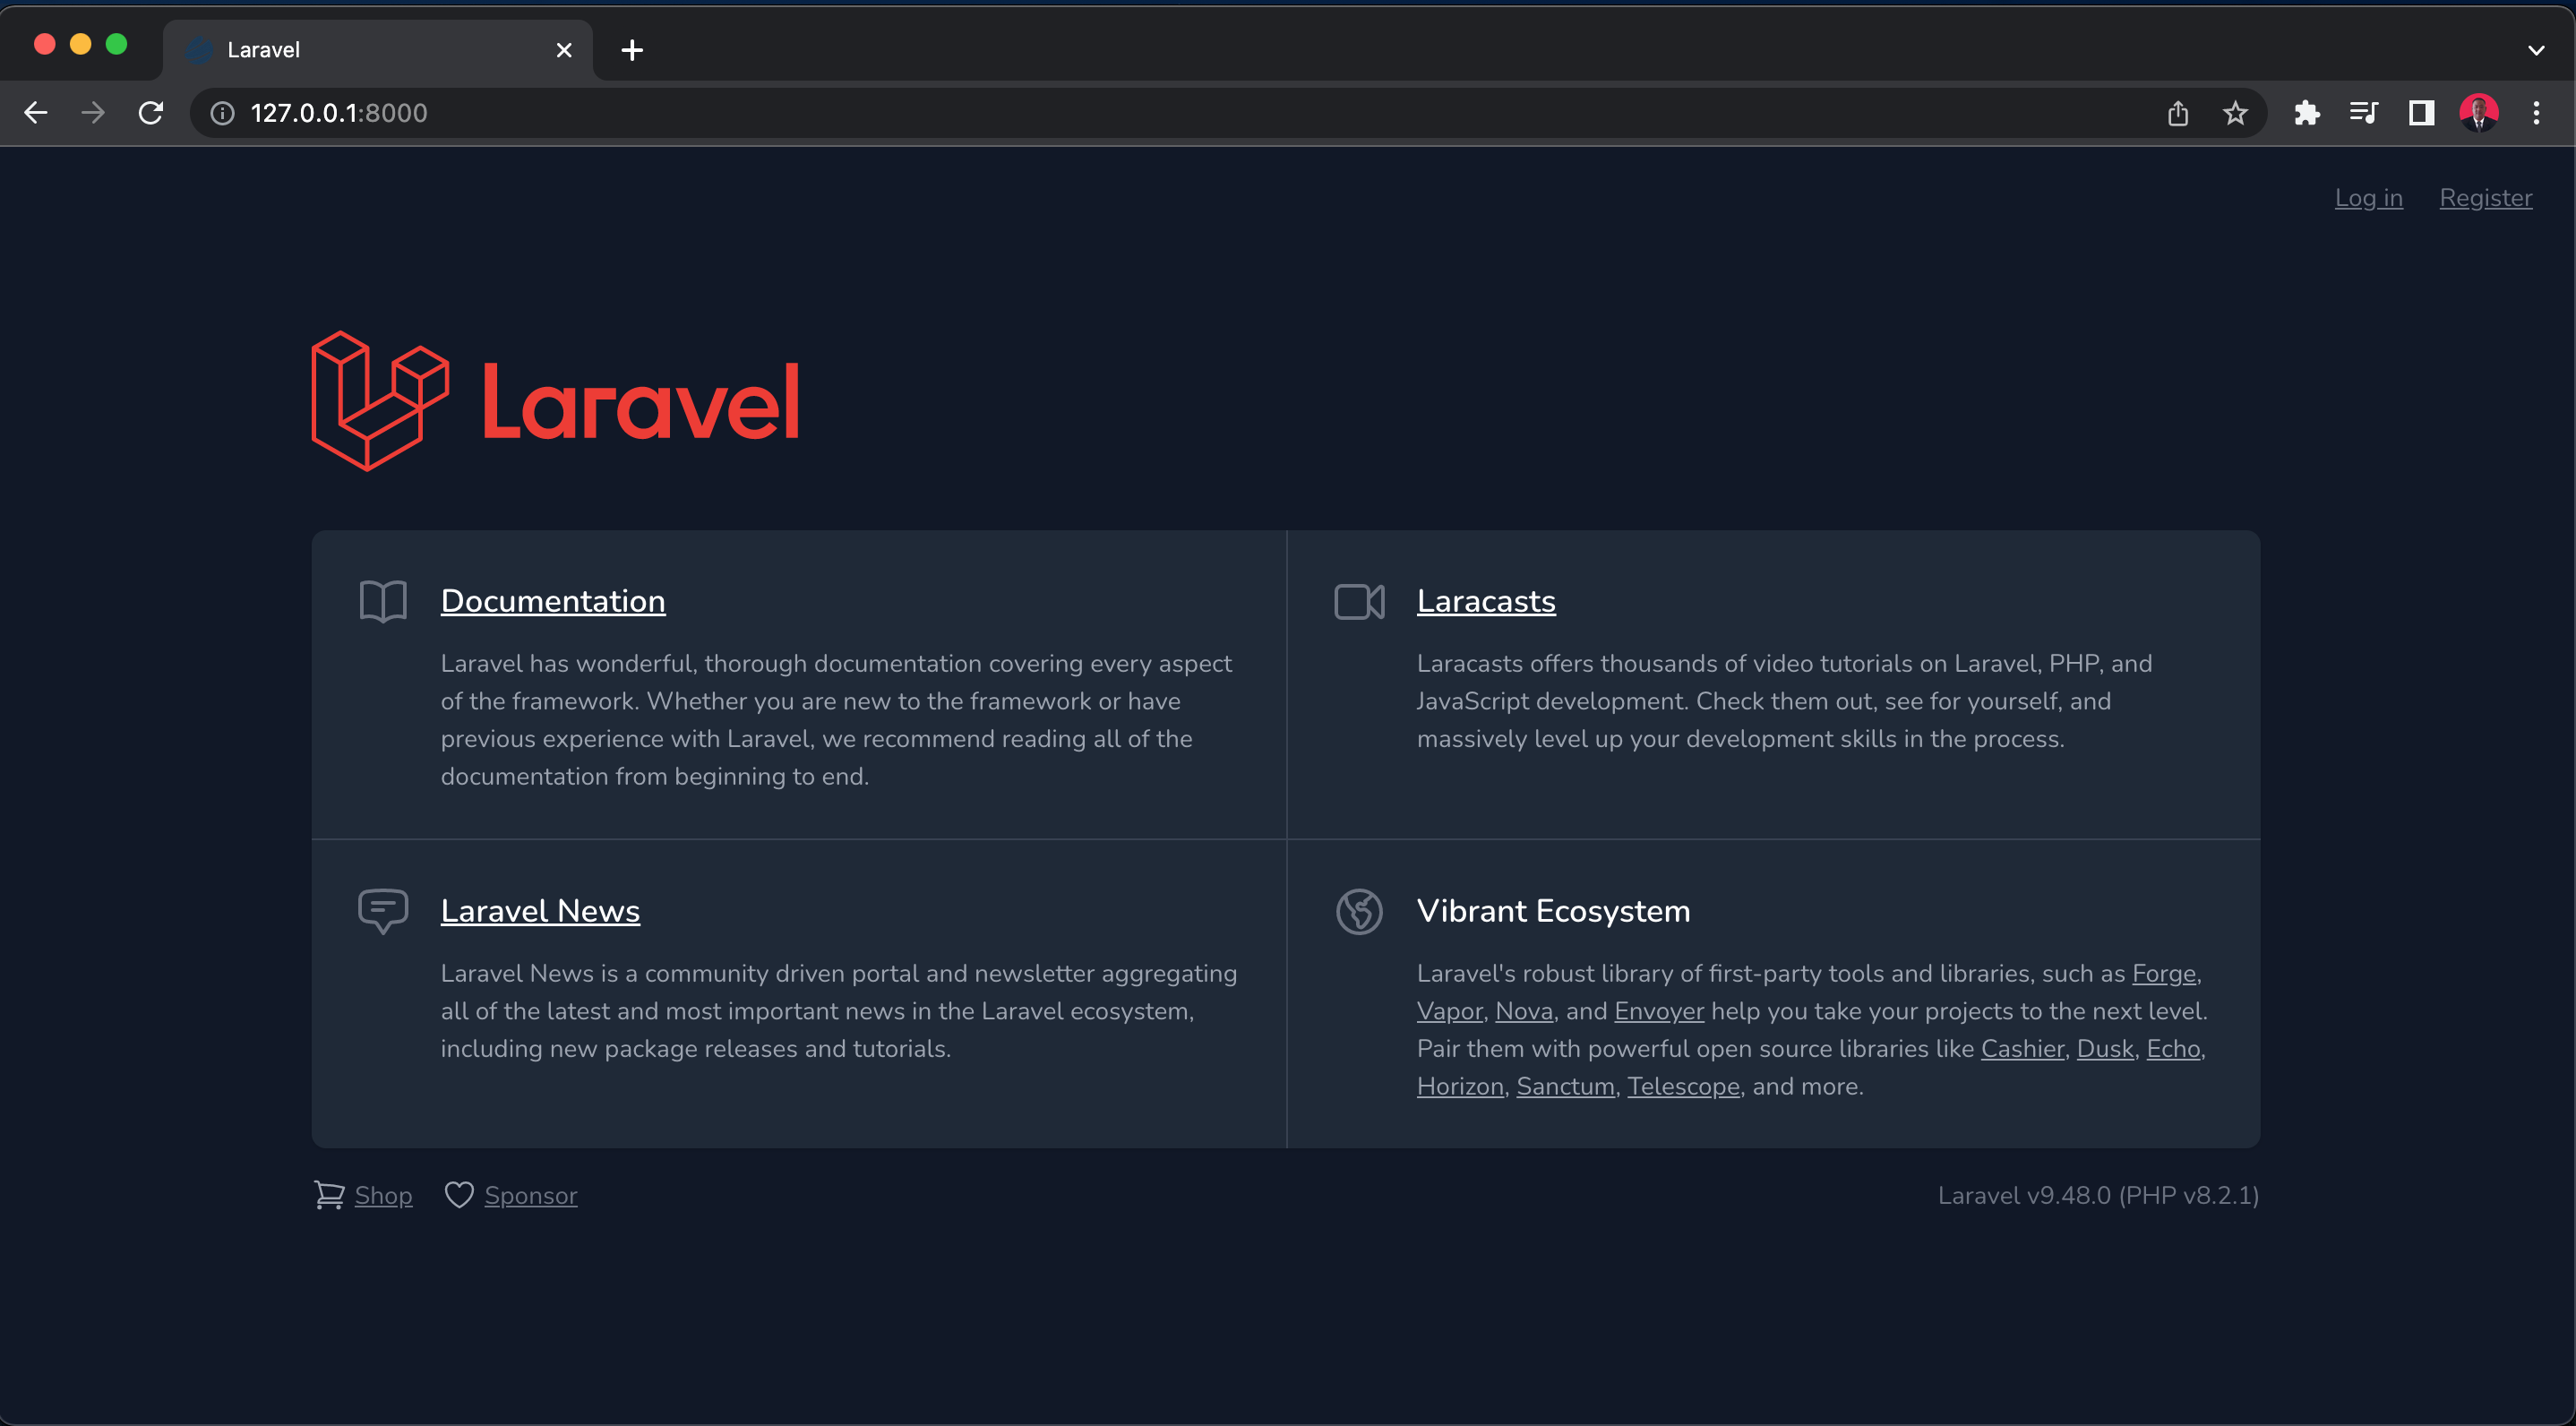 Laravel
127.0.0.1:8000
Log in Register
Laravel
Documentation
Laravel has wonderful, thorough documentation covering every aspect
of the framework. Whether you are new to the framework or have
previous experience with Laravel, we recommend reading all of the
documentation from beginning to end.
Laracasts
Laracasts offers thousands of video tutorials on Laravel, PHP, and
JavaScript development. Check them out, see for yourself, and
massively level up your development skills in the process.
Laravel News
Laravel News is a community driven portal and newsletter aggregating
all of the latest and most important news in the Laravel ecosystem,
including new package releases and tutorials.
Vibrant Ecosystem
Laravel's robust library of first-party tools and libraries, such as Forge,
Vapor, Nova, and Envoyer help you take your projects to the next level.
Pair them with powerful open source libraries like Cashier, Dusk, Echo,
Horizon, Sanctum, Telescope, and more.
Shop Sponsor
Laravel v9.48.0 (PHP v8.2.1)